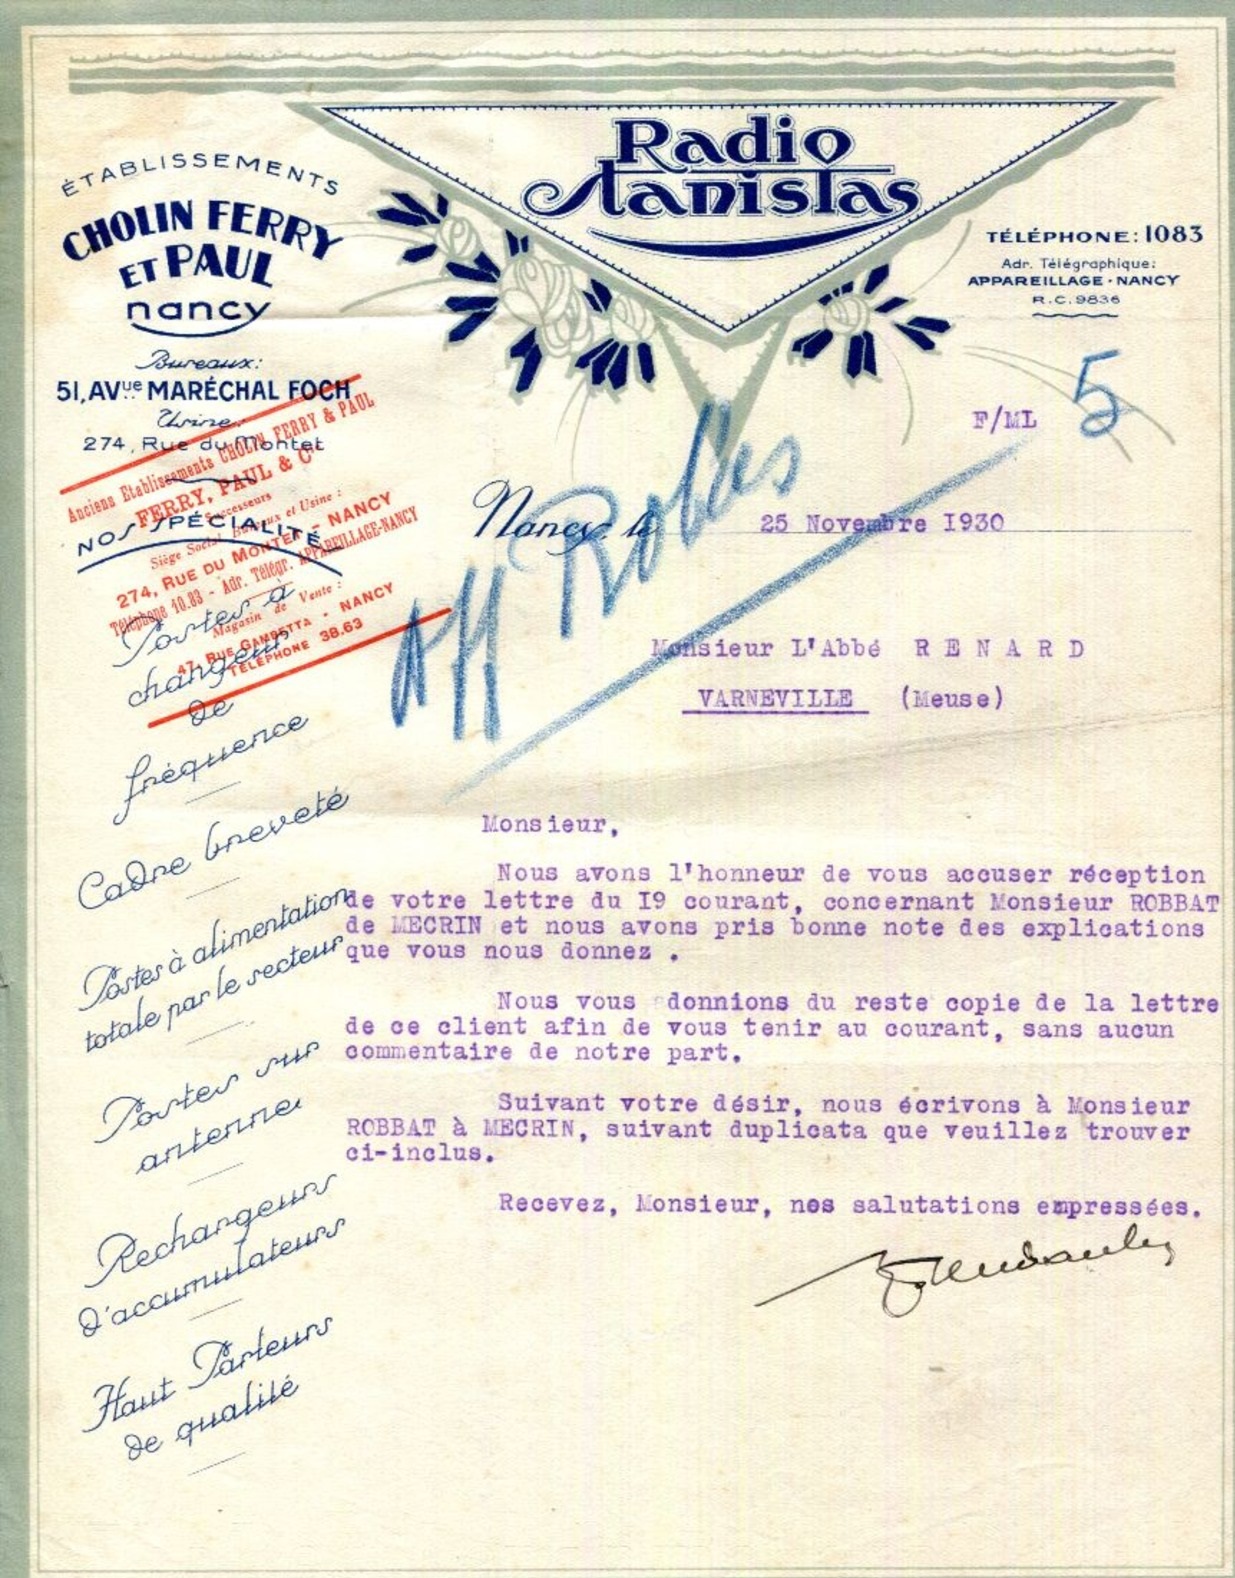 Radio
Stanislas
ÉTABLISSEMENTS
CHOLIN FERRY
ET PAUL
nancy
Bureaux:
51, AVue MARÉCHAL FOCH
Usine:
274, Rue du Montet
TÉLÉPHONE: 1083
Adr. Télégraphique:
APPAREILLAGE·NANCY
R.C. 9836
5
F/ML
Anciens Etablissements CHOLIN FERRY & PAUL
FERRY, PAUL & Cie
Successeurs
Siège Social Bureaux et Usine :
274, RUE DU MONTET - NANCY
Téléphone 10.83 - Adr. Télégr. APPAREILLAGE-NANCY
Magasin de Vente :
47, RUE GAMBETTA - NANCY
TÉLÉPHONE 38.63
NOS SPÉCIALITÉ
Nancy, le 25 Novembre 1930
Aff
Monsieur L'Abbé R E N A R D
VARNEVILLE (Meuse)
Postes à
changeur
de
fréquence
Cadre breveté
Postes à alimentation
totale par le secteur
Postes sur
antenne
Rechargeurs
d'accumulateurs
Haut Parleurs
de qualité
Monsieur,
Nous avons l'honneur de vous accuser réception
de votre lettre du I9 courant, concernant Monsieur ROBBAT
de MECRIN et nous avons pris bonne note des explications
que vous nous donnez .
Nous vous donnions du reste copie de la lettre
de ce client afin de vous tenir au courant, sans aucun
commentaire de notre part.
Suivant votre désir, nous écrivons à Monsieur
ROBBAT à MECRIN, suivant duplicata que veuillez trouver
ci-inclus.
Recevez, Monsieur, nos salutations empressées.